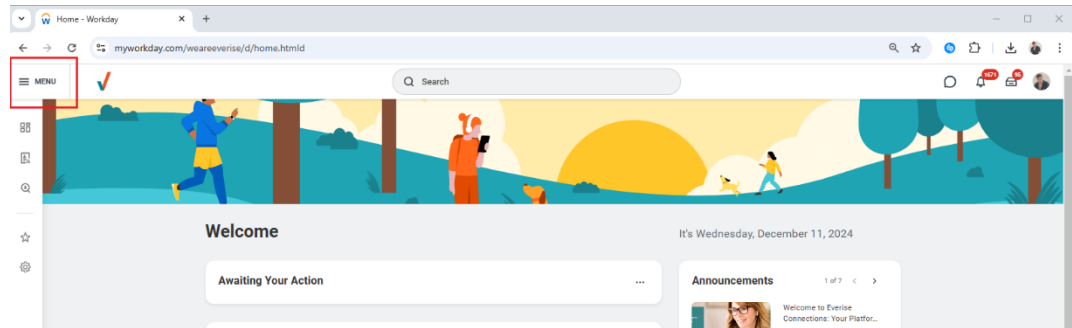 Home - Workday
myworkday.com/weareeverise/d/home.htmld
MENU
Search
1671
95
Welcome
It's Wednesday, December 11, 2024
Awaiting Your Action
...
Announcements
1 of 7
Welcome to Everise
Connections: Your Platfor...